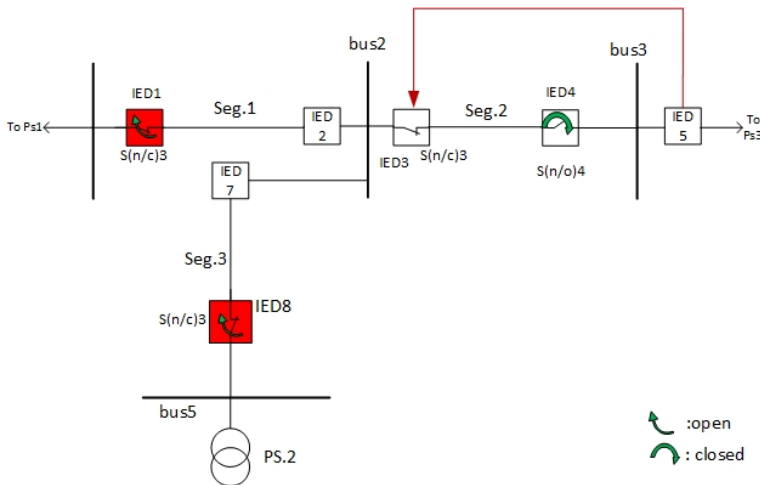 bus2
bus3
IED1
Seg.1
Seg.2
IED4
To Ps1
IED
2
IED
5
To
Ps3
S(n/c)3
IED3
S(n/c)3
S(n/o)4
IED
7
Seg.3
S(n/c)3
IED8
bus5
PS.2
:open
: closed